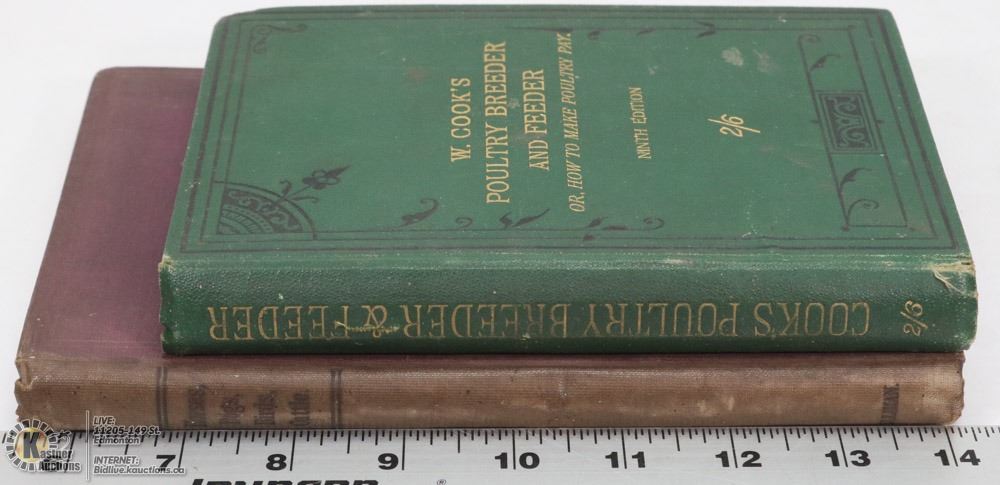 W. COOK'S
POULTRY BREEDER
AND FEEDER
OR, HOW TO MAKE POULTRY PAY.
NINTH EDITION
2/6
COOK'S POULTRY BREEDER & FEEDER
2/6
7 8 9 10 11 12 13 14
Kastner
Auctions
LIVE:
11205-149 St.
Edmonton
INTERNET:
Bidlive.kauctions.ca